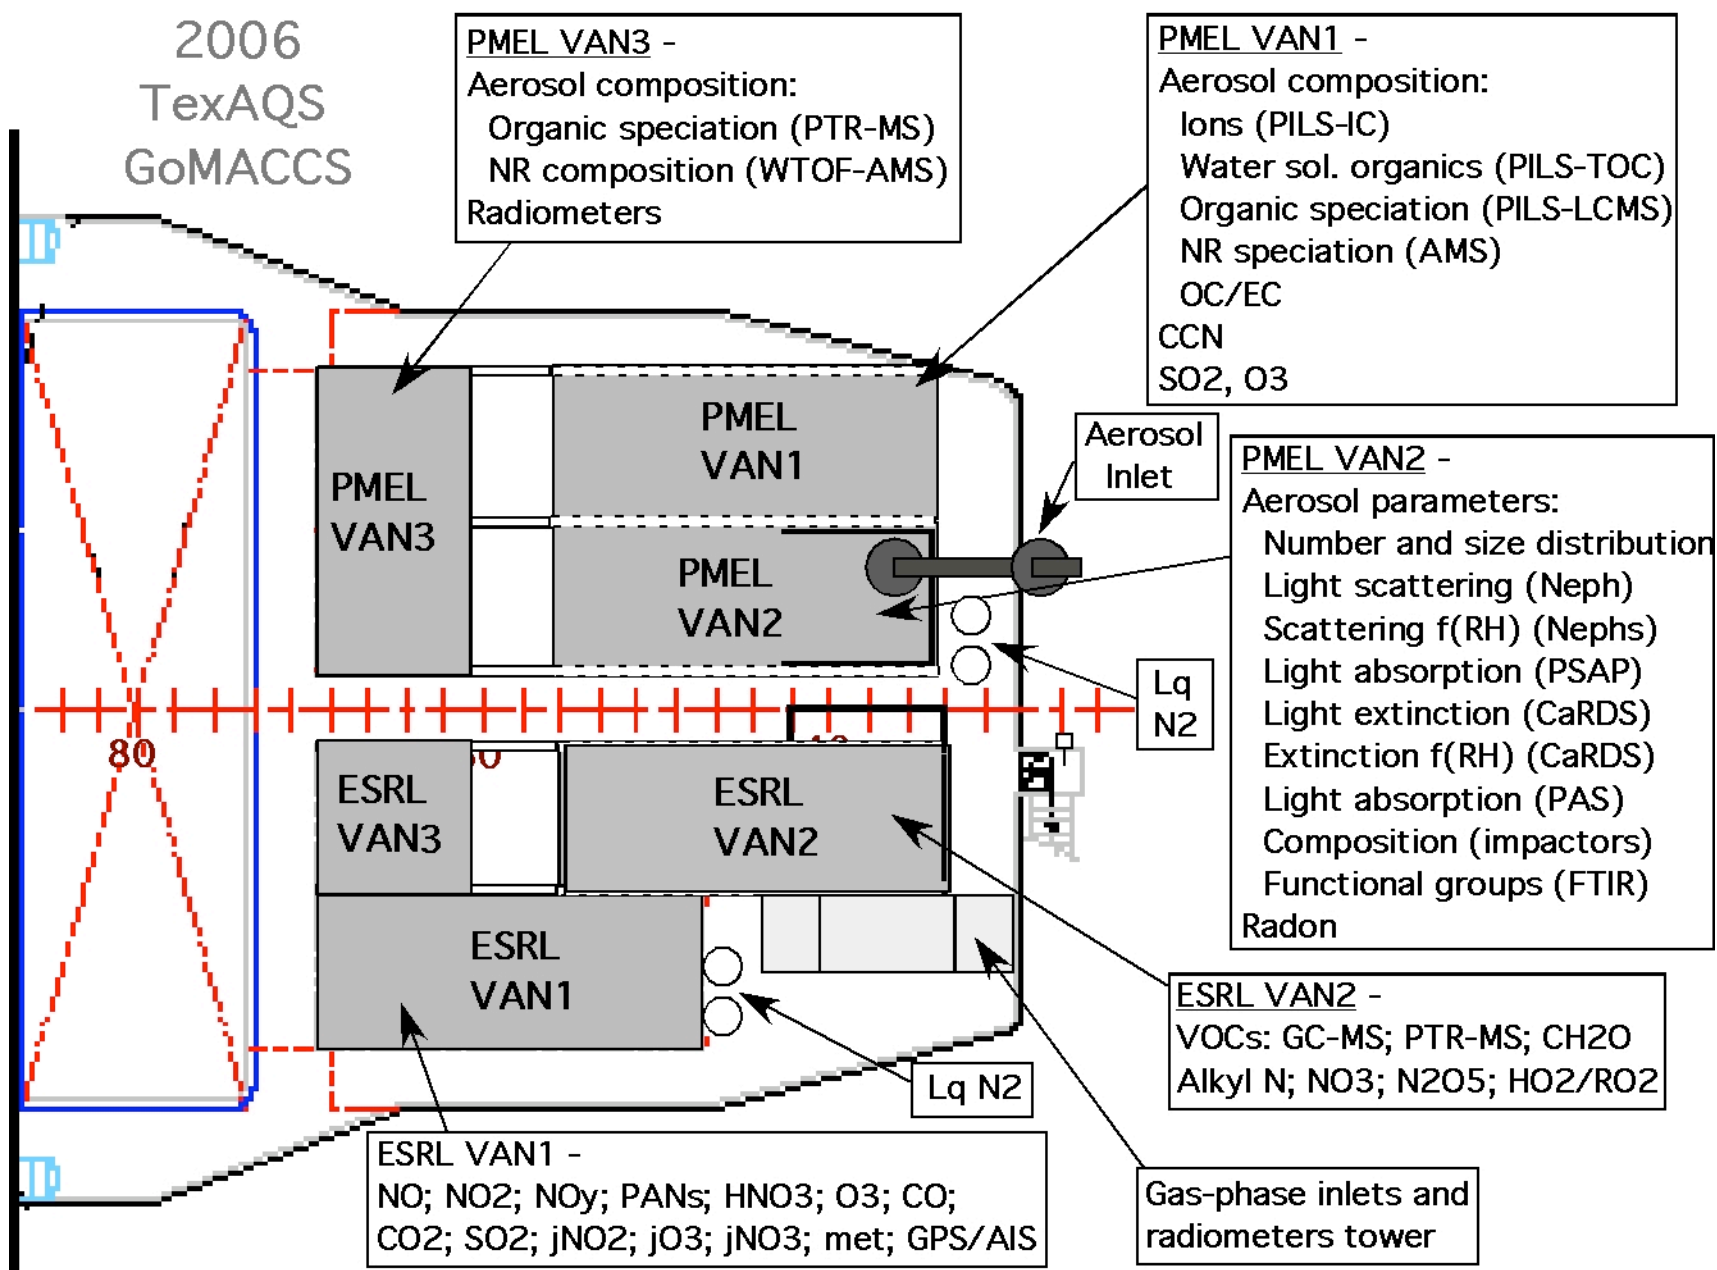 2006
TexAQS
GoMACCS
PMEL VAN3 -
Aerosol composition:
Organic speciation (PTR-MS)
NR composition (WTOF-AMS)
Radiometers
PMEL VAN1 -
Aerosol composition:
Ions (PILS-IC)
Water sol. organics (PILS-TOC)
Organic speciation (PILS-LCMS)
NR speciation (AMS)
OC/EC
CCN
SO2, O3
Aerosol
Inlet
PMEL VAN2 -
Aerosol parameters:
Number and size distribution
Light scattering (Neph)
Scattering f(RH) (Nephs)
Light absorption (PSAP)
Light extinction (CaRDS)
Extinction f(RH) (CaRDS)
Light absorption (PAS)
Composition (impactors)
Functional groups (FTIR)
Radon
PMEL
VAN1
PMEL
VAN3
PMEL
VAN2
Lq
N2
80
ESRL
VAN3
ESRL
VAN2
ESRL
VAN1
ESRL VAN2 -
VOCs: GC-MS; PTR-MS; CH2O
Alkyl N; NO3; N2O5; HO2/RO2
Lq N2
ESRL VAN1 -
NO; NO2; NOy; PANs; HNO3; O3; CO;
CO2; SO2; jNO2; jO3; jNO3; met; GPS/AIS
Gas-phase inlets and
radiometers tower